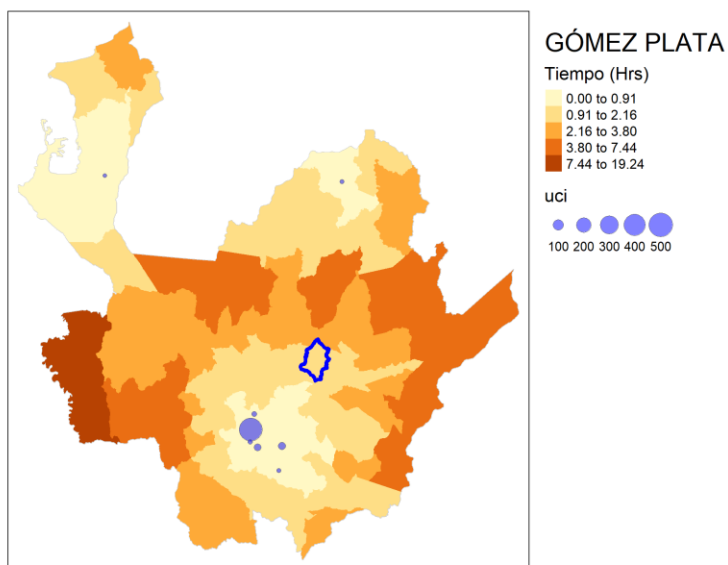 GÓMEZ PLATA
Tiempo (Hrs)
0.00 to 0.91
0.91 to 2.16
2.16 to 3.80
3.80 to 7.44
7.44 to 19.24
uci
100 200 300 400 500